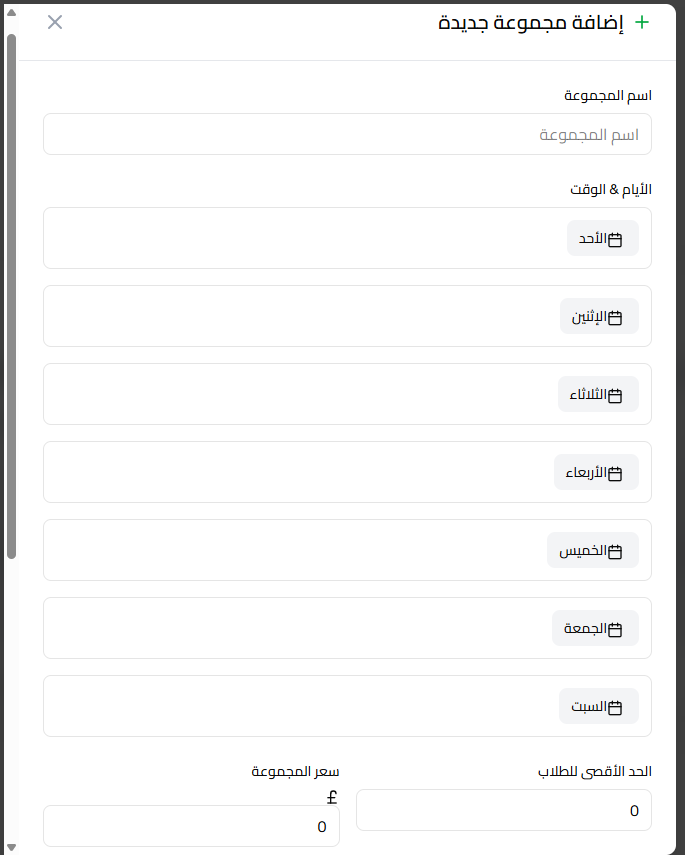 إضافة مجموعة جديدة
اسم المجموعة
اسم المجموعة
الأيام & الوقت
الأحد
الإثنين
الثلاثاء
الأربعاء
الخميس
الجمعة
السبت
الحد الأقصى للطلاب
0
سعر المجموعة
£
0